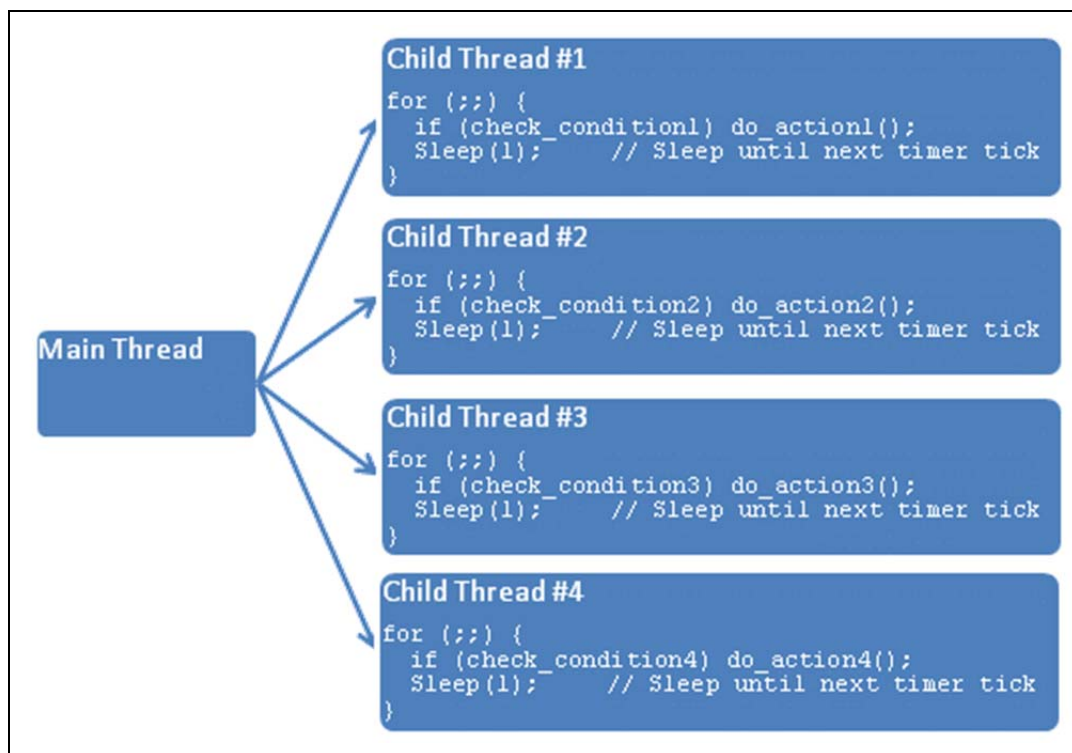 Child Thread #1
for (;;) {
if (check_condition1) do_action1();
Sleep(1); // Sleep until next timer tick
}
Child Thread #2
for (;;) {
if (check_condition2) do_action2();
Sleep(1); // Sleep until next timer tick
}
Main Thread
Child Thread #3
for (;;) {
if (check_condition3) do_action3();
Sleep(1); // Sleep until next timer tick
}
Child Thread #4
for (;;) {
if (check_condition4) do_action4();
Sleep(1); // Sleep until next timer tick
}